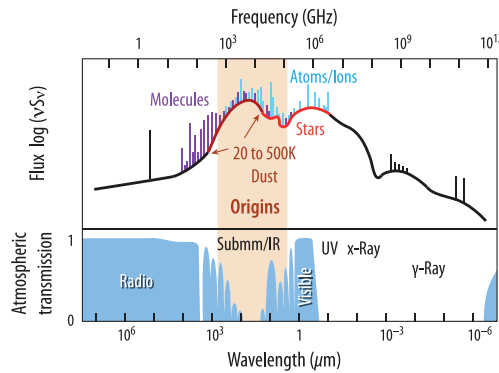 Frequency (GHz)
1 10³ 10⁶ 10⁹ 10¹²
Flux log (νSν)
Molecules
Atoms/Ions
Stars
20 to 500K
Dust
Origins
Atmospheric
transmission
1
0
Radio
Submm/IR
Visible
UV x-Ray
γ-Ray
10⁶ 10³ 1 10⁻³ 10⁻⁶
Wavelength (μm)